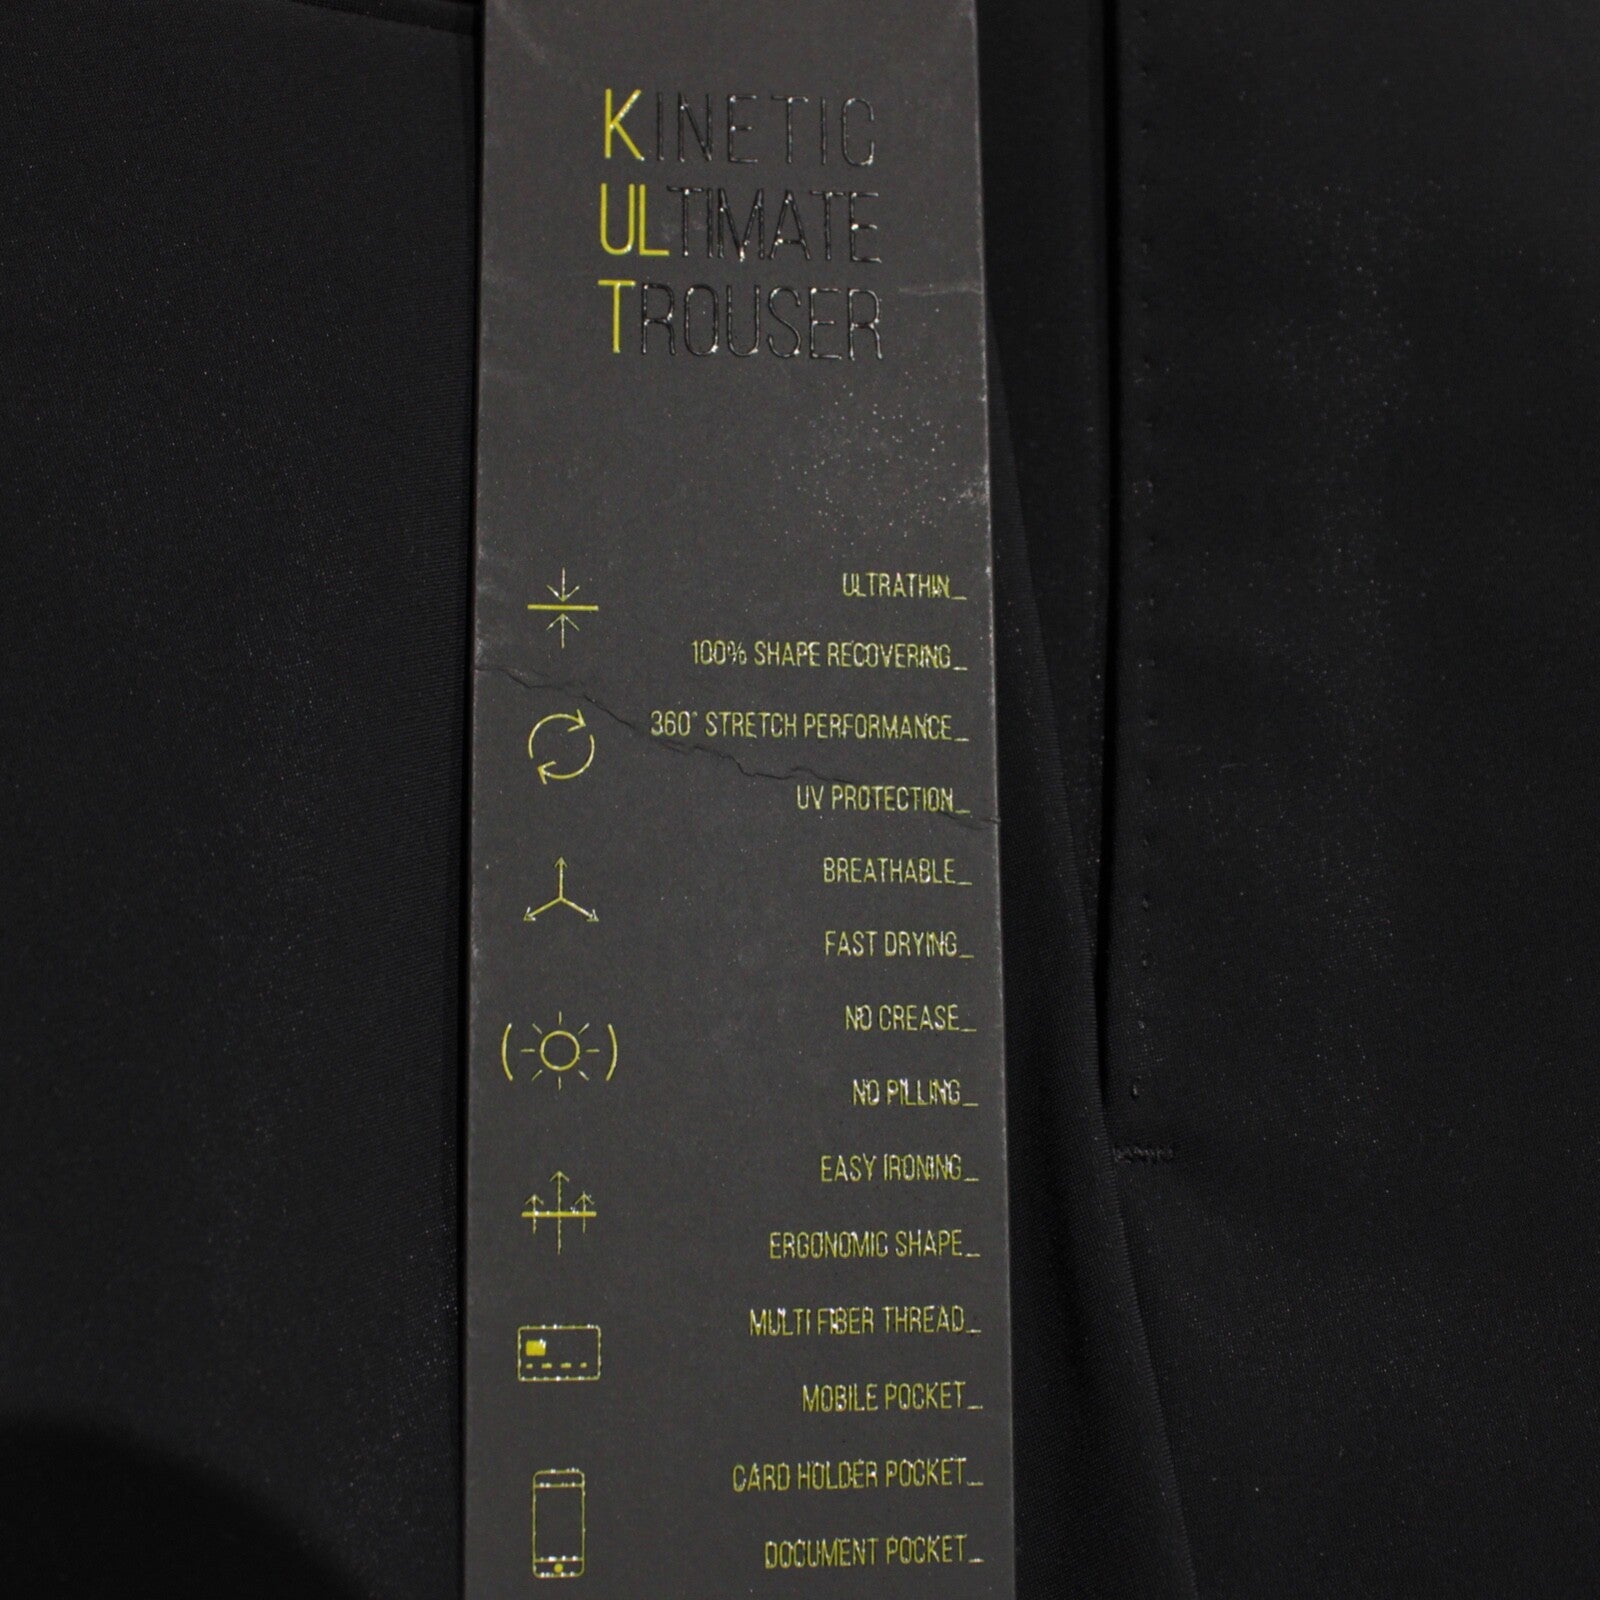 KINETIC
ULTIMATE
TROUSER
ULTRATHIN_
100% SHAPE RECOVERING_
360° STRETCH PERFORMANCE_
UV PROTECTION_
BREATHABLE_
FAST DRYING_
NO CREASE_
NO PILLING_
EASY IRONING_
ERGONOMIC SHAPE_
MULTI FIBER THREAD_
MOBILE POCKET_
CARD HOLDER POCKET_
DOCUMENT POCKET_